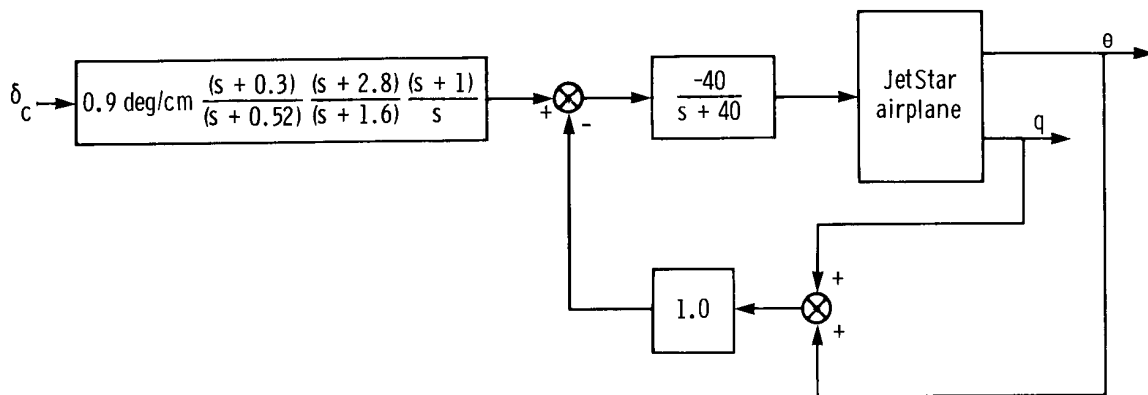 δc
0.9 deg/cm (s + 0.3)/(s + 0.52) (s + 2.8)/(s + 1.6) (s + 1)/s
+
-
-40
s + 40
JetStar
airplane
θ
q
1.0
+
+